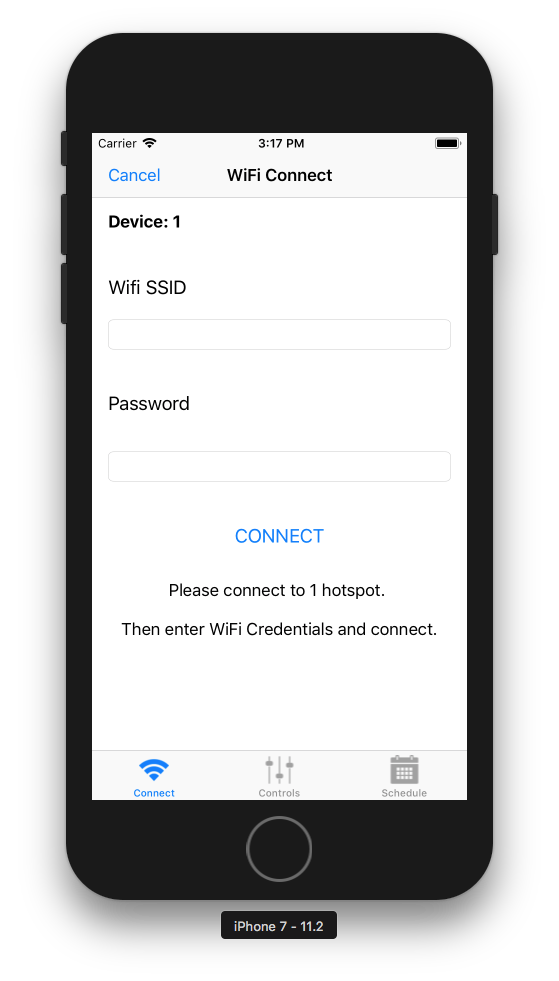 Carrier 3:17 PM
Cancel WiFi Connect
Device: 1
Wifi SSID
Password
CONNECT
Please connect to 1 hotspot.
Then enter WiFi Credentials and connect.
Connect Controls Schedule
iPhone 7 - 11.2